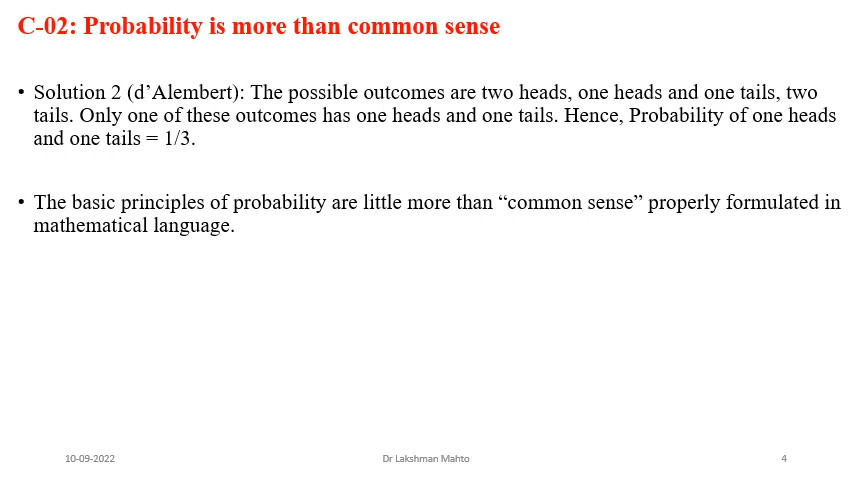 C-02: Probability is more than common sense
• Solution 2 (d’Alembert): The possible outcomes are two heads, one heads and one tails, two
tails. Only one of these outcomes has one heads and one tails. Hence, Probability of one heads
and one tails = 1/3.
• The basic principles of probability are little more than “common sense” properly formulated in
mathematical language.
10-09-2022
Dr Lakshman Mahto
4